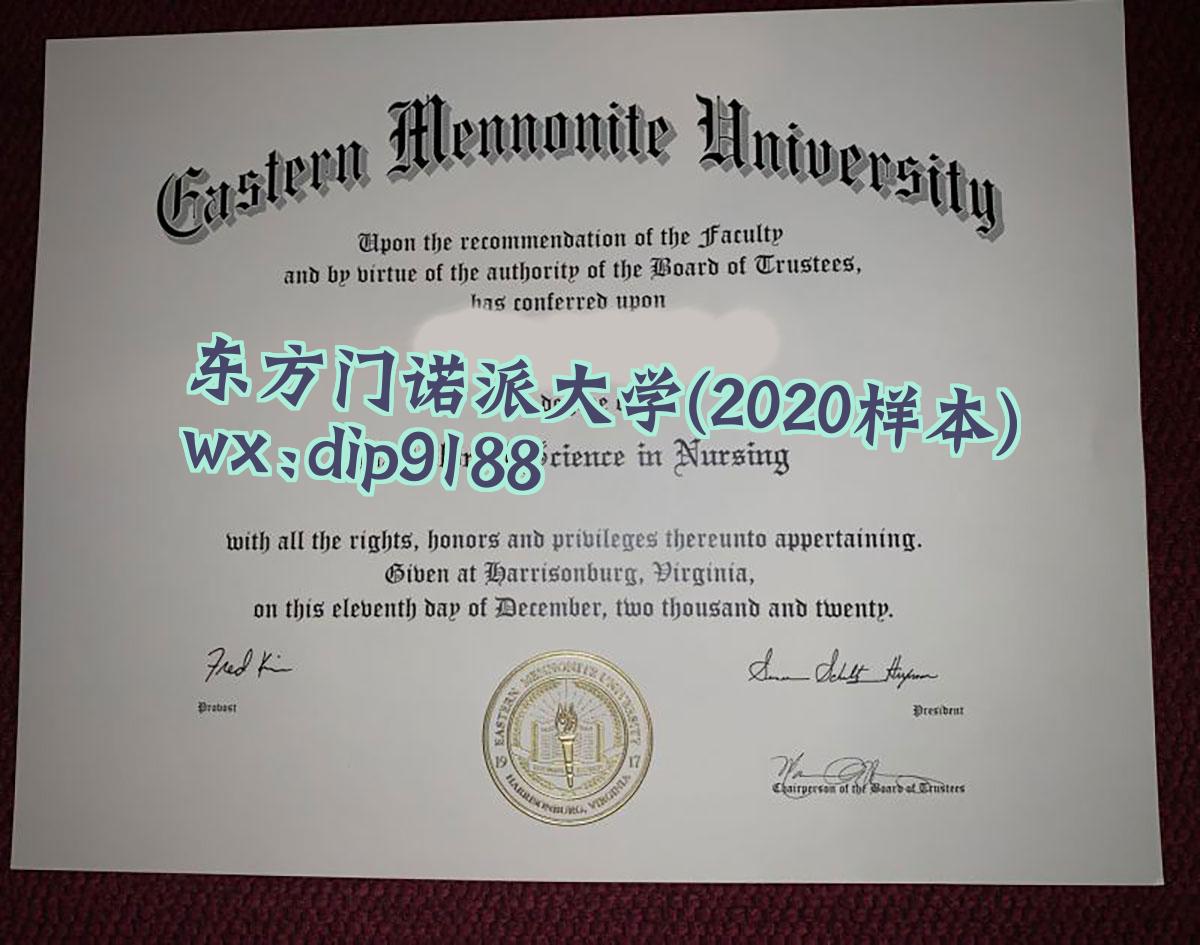 Eastern Mennonite University
Upon the recommendation of the Faculty
and by virtue of the authority of the Board of Trustees,
has conferred upon
东方门诺派大学(2020样本)
wx:dip9188
Science in Nursing
with all the rights, honors and privileges thereunto appertaining.
Given at Harrisonburg, Virginia,
on this eleventh day of December, two thousand and twenty.
Provost
EASTERN MENNONITE UNIVERSITY
1917
HARRISONBURG, VIRGINIA
President
Chairperson of the Board of Trustees